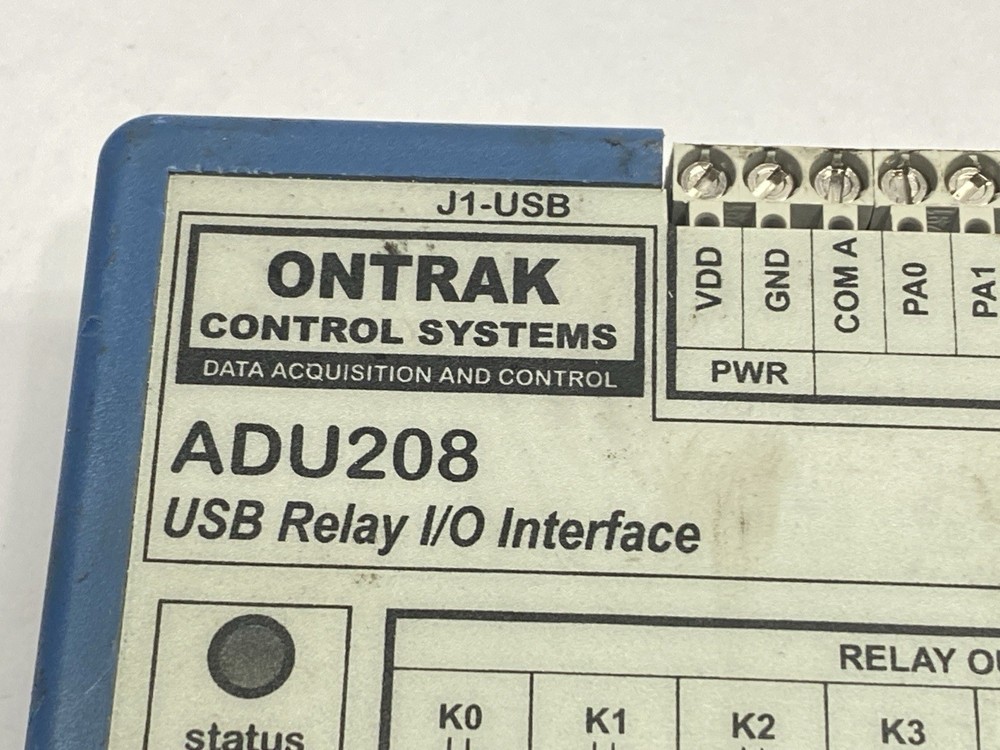 J1-USB
ONTRAK
CONTROL SYSTEMS
DATA ACQUISITION AND CONTROL
VDD
GND
COM A
PA0
PA1
PWR
ADU208
USB Relay I/O Interface
status
RELAY
K0
K1
K2
K3